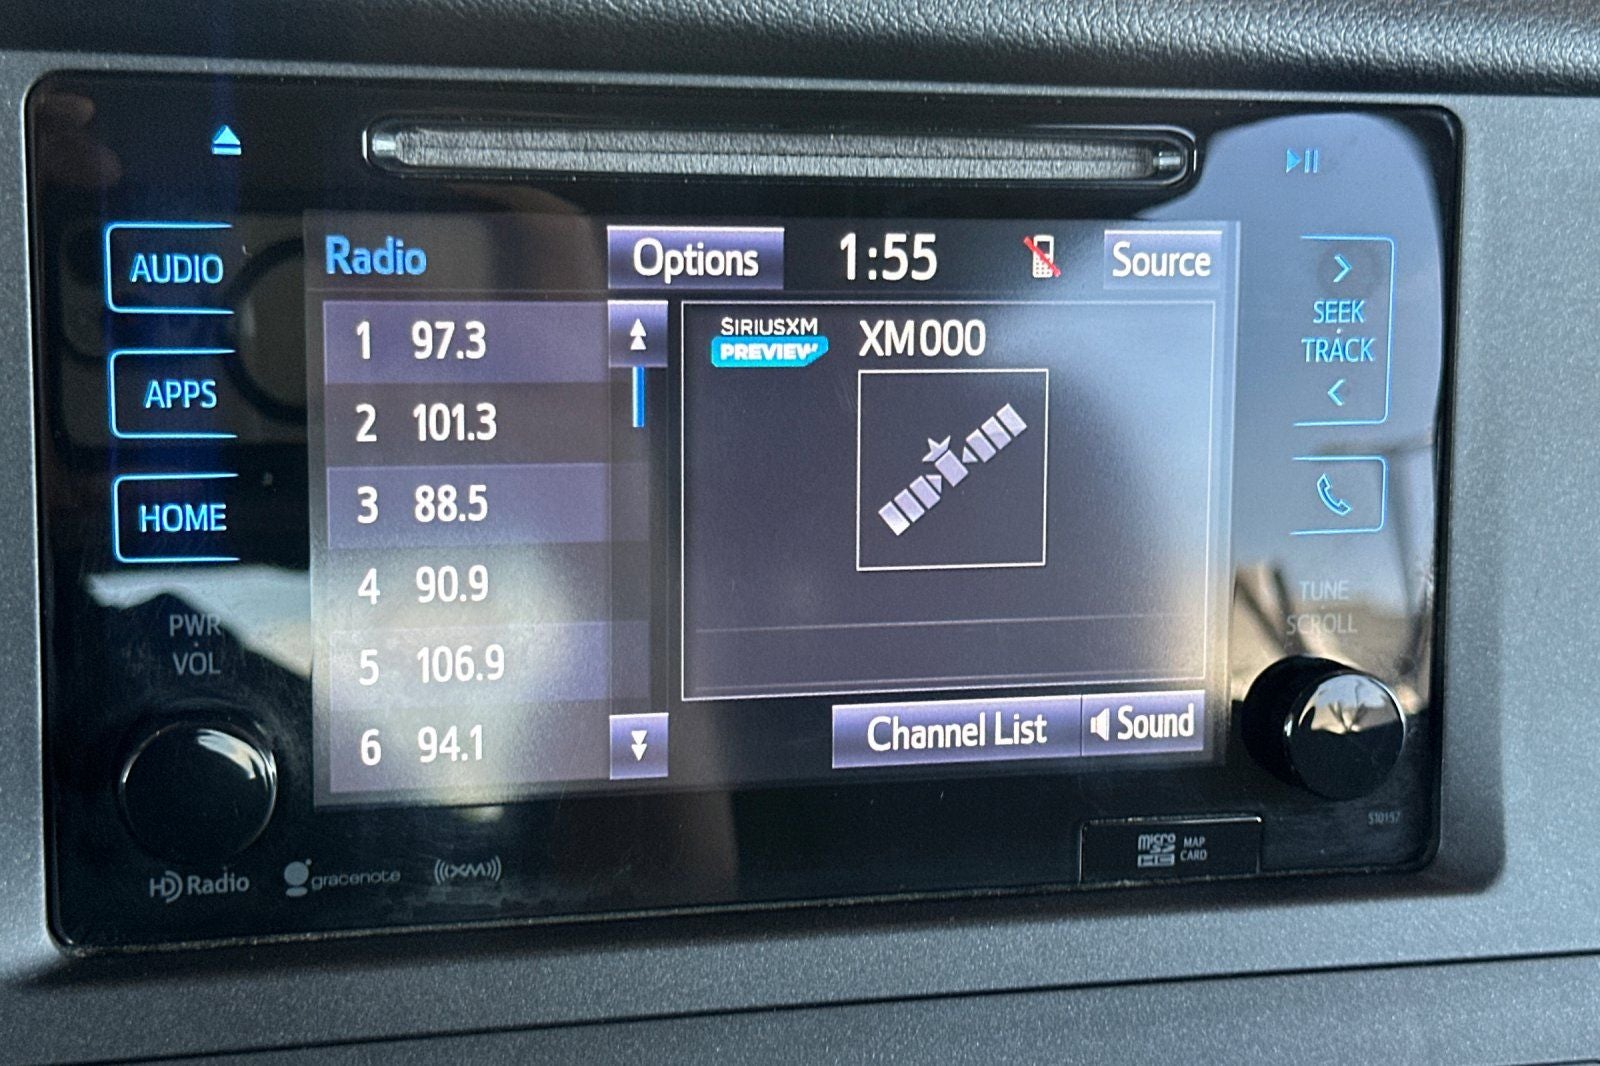 AUDIO
APPS
HOME
PWR
VOL
Radio
Options
1:55
Source
1 97.3
2 101.3
3 88.5
4 90.9
5 106.9
6 94.1
SIRIUSXM
PREVIEW
XM000
Channel List
Sound
SEEK
TRACK
TUNE
SCROLL
HD Radio
gracenote
((XM))
micro
SD
HC
MAP
CARD
510157